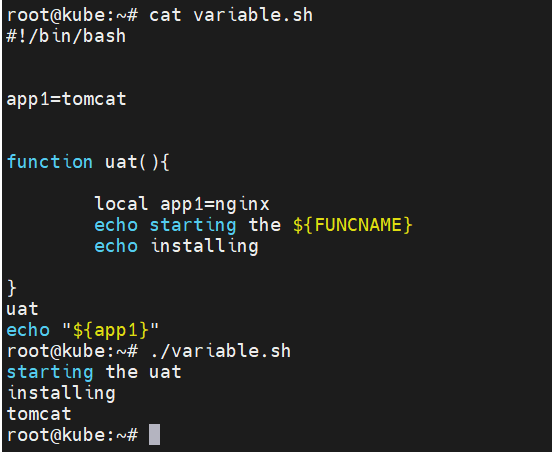 root@kube:~# cat variable.sh
#!/bin/bash
app1=tomcat
function uat(){
local app1=nginx
echo starting the ${FUNCNAME}
echo installing
}
uat
echo "${app1}"
root@kube:~# ./variable.sh
starting the uat
installing
tomcat
root@kube:~#